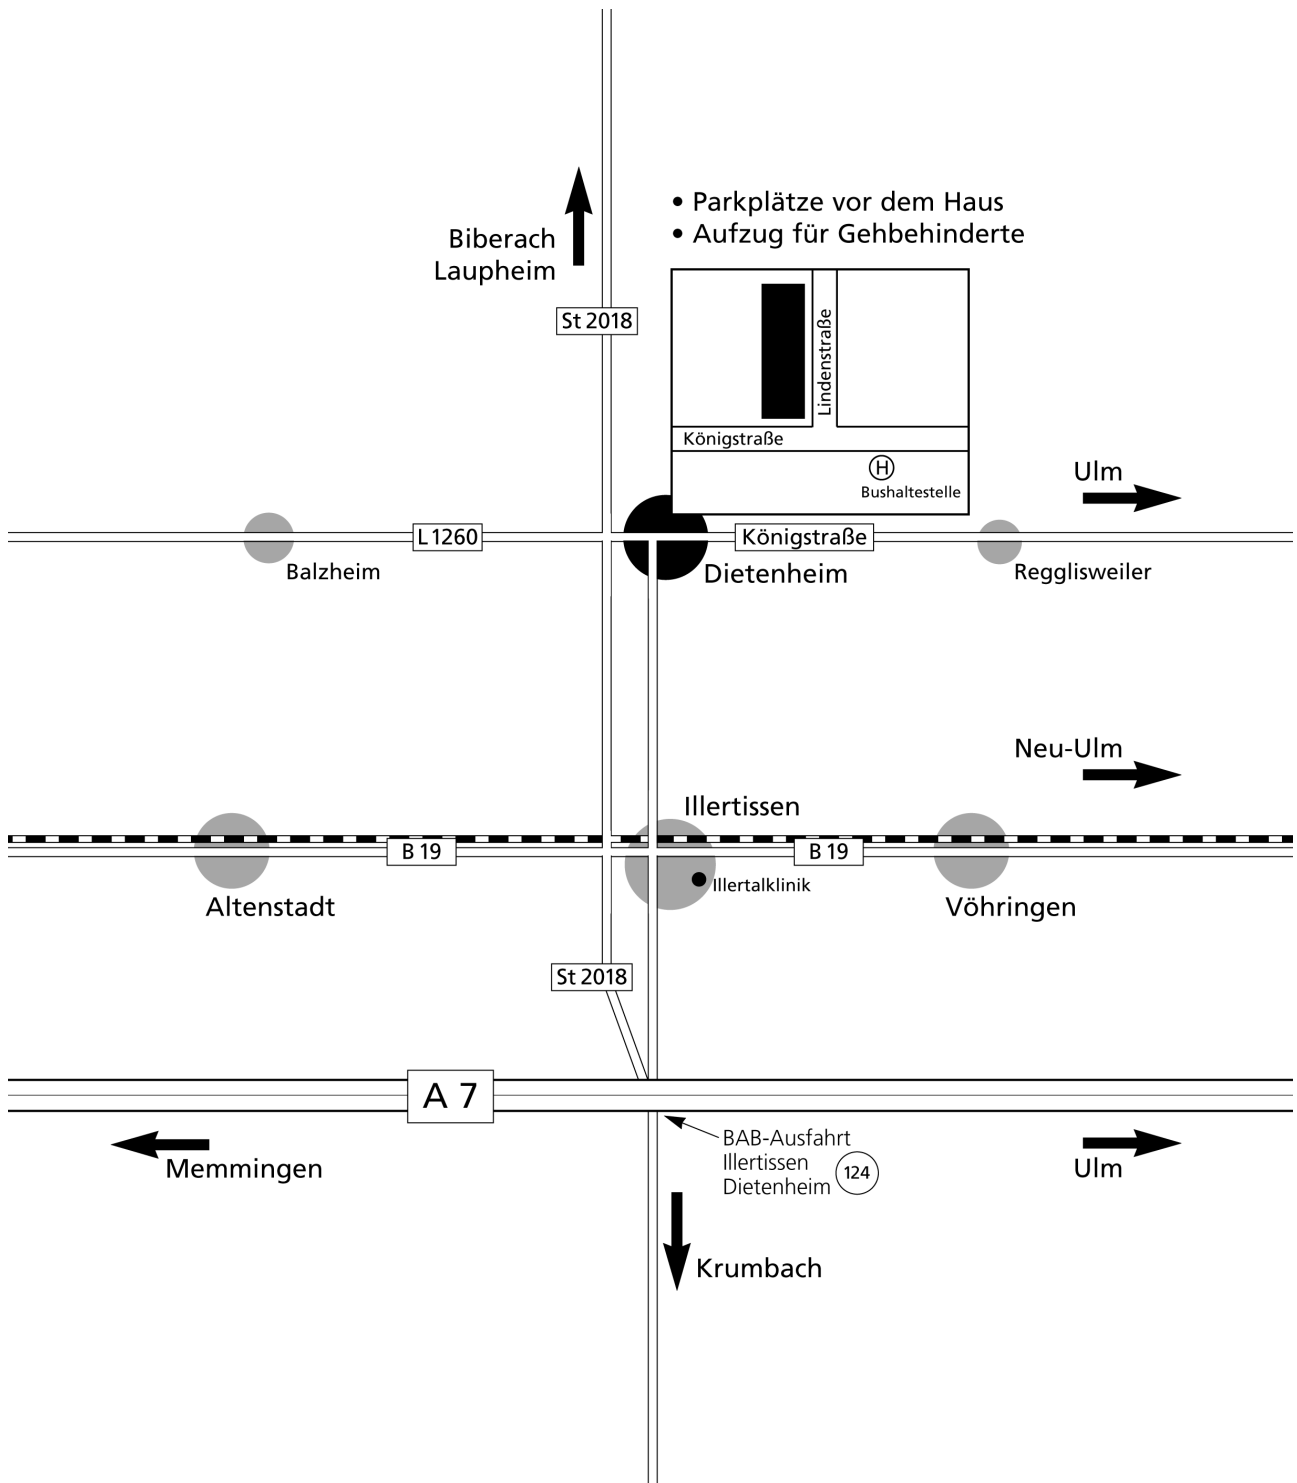 • Parkplätze vor dem Haus
• Aufzug für Gehbehinderte
Biberach
Laupheim
St 2018
Lindenstraße
Königstraße
H
Bushaltestelle
Ulm
L 1260
Königstraße
Balzheim
Dietenheim
Regglisweiler
Neu-Ulm
Illertissen
B 19
B 19
Illertalklinik
Altenstadt
Vöhringen
St 2018
A 7
BAB-Ausfahrt
Illertissen
Dietenheim
124
Memmingen
Ulm
Krumbach